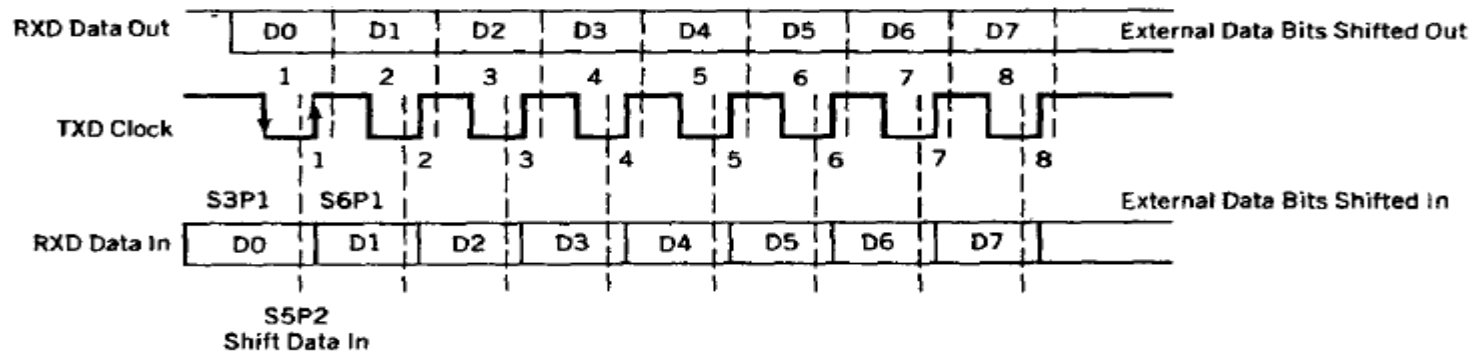 RXD Data Out D0 D1 D2 D3 D4 D5 D6 D7 External Data Bits Shifted Out
1 2 3 4 5 6 7 8
TXD Clock
1 2 3 4 5 6 7 8
S3P1 S6P1 External Data Bits Shifted In
RXD Data In D0 D1 D2 D3 D4 D5 D6 D7
S5P2
Shift Data In